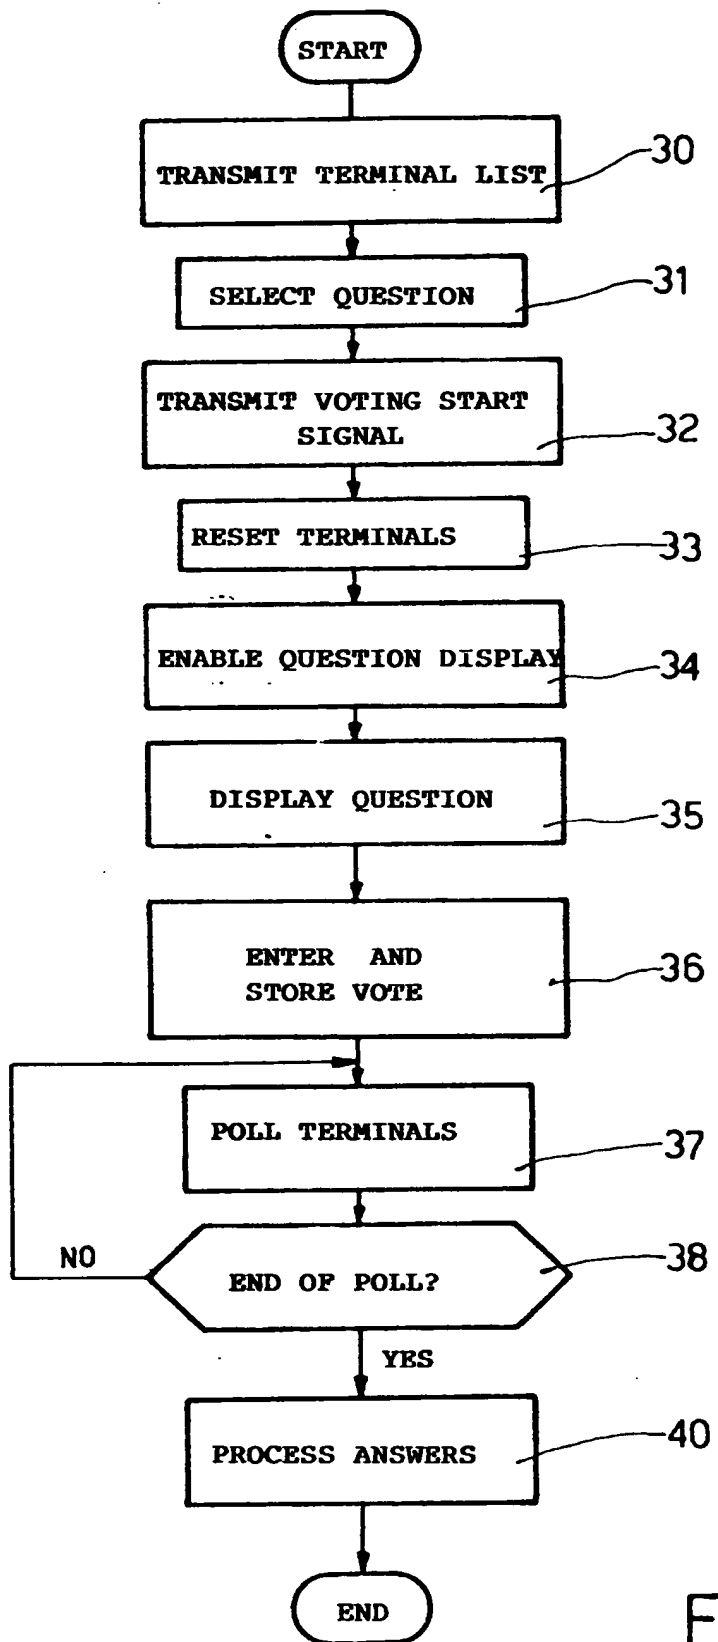 START
TRANSMIT TERMINAL LIST
30
SELECT QUESTION
31
TRANSMIT VOTING START
SIGNAL
32
RESET TERMINALS
33
ENABLE QUESTION DISPLAY
34
DISPLAY QUESTION
35
ENTER AND
STORE VOTE
36
POLL TERMINALS
37
NO
END OF POLL?
38
YES
PROCESS ANSWERS
40
END